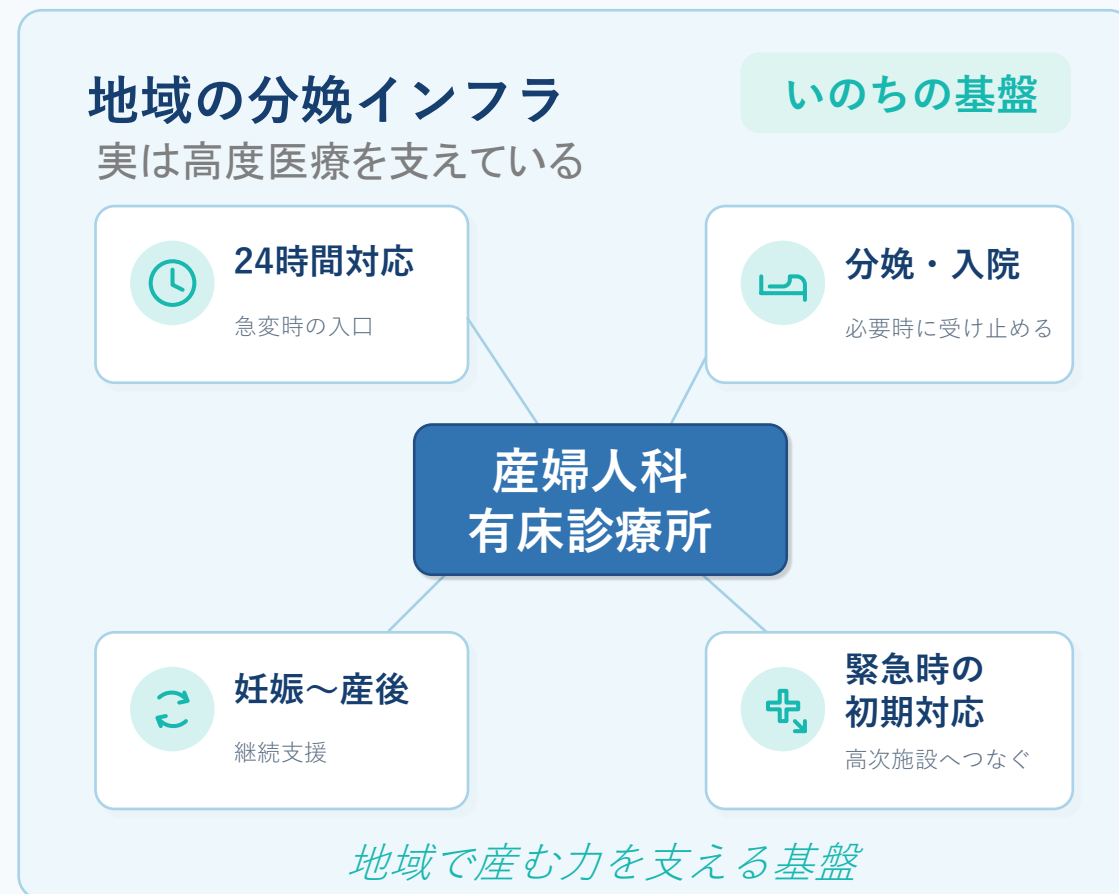 地域の分娩インフラ
いのちの基盤
実は高度医療を支えている
24時間対応
急変時の入口
分娩・入院
必要時に受け止める
産婦人科
有床診療所
妊娠～産後
継続支援
緊急時の
初期対応
高次施設へつなぐ
地域で産む力を支える基盤